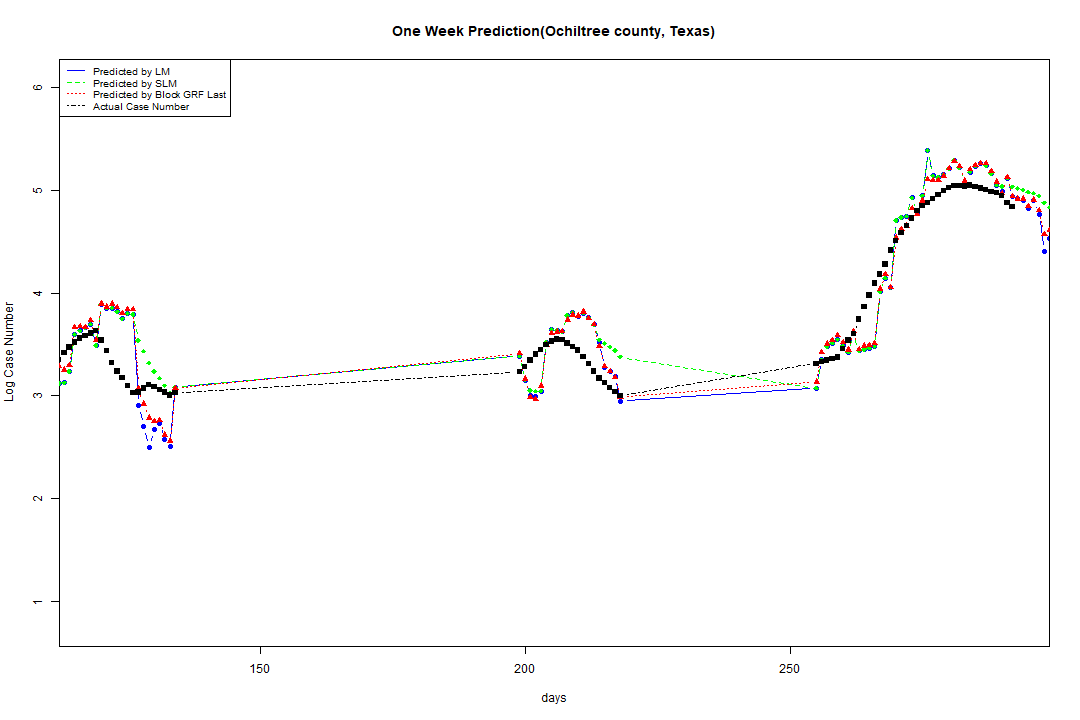 One Week Prediction(Ochiltree county, Texas)
Predicted by LM
Predicted by SLM
Predicted by Block GRF Last
Actual Case Number
Log Case Number
6
5
4
3
2
1
150
200
250
days